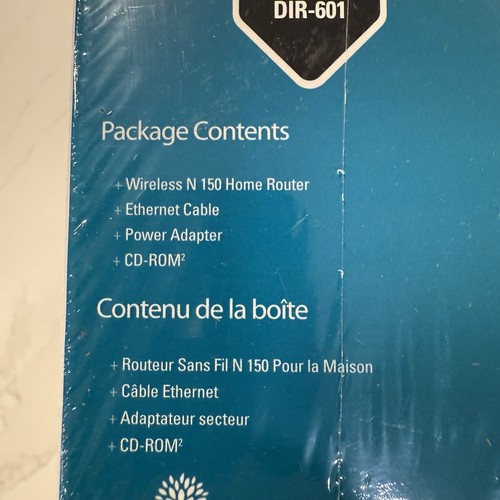 DIR-601
Package Contents
+ Wireless N 150 Home Router
+ Ethernet Cable
+ Power Adapter
+ CD-ROM²
Contenu de la boîte
+ Routeur Sans Fil N 150 Pour la Maison
+ Câble Ethernet
+ Adaptateur secteur
+ CD-ROM²